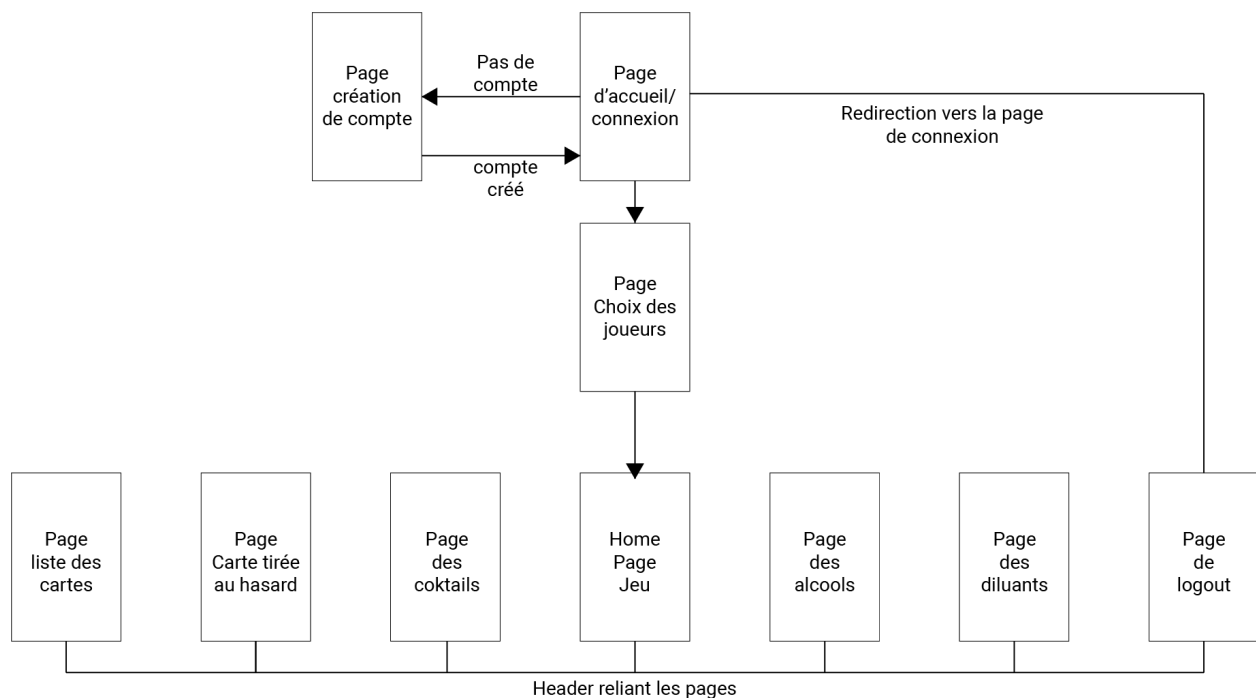 Page
création
de compte
Pas de
compte
compte
créé
Page
d'accueil/
connexion
Redirection vers la page
de connexion
Page
Choix des
joueurs
Page
liste des
cartes
Page
Carte tirée
au hasard
Page
des
coktails
Home
Page
Jeu
Page
des
alcools
Page
des
diluants
Page
de
logout
Header reliant les pages